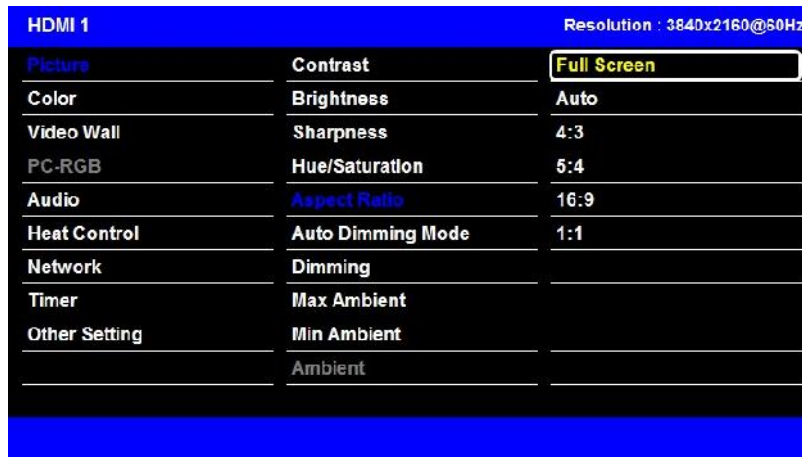 HDMI 1
Resolution : 3840x2160@60Hz
Picture
Contrast
Full Screen
Color
Brightness
Auto
Video Wall
Sharpness
4:3
PC-RGB
Hue/Saturation
5:4
Audio
Aspect Ratio
16:9
Heat Control
Auto Dimming Mode
1:1
Network
Dimming
Timer
Max Ambient
Other Setting
Min Ambient
Ambient